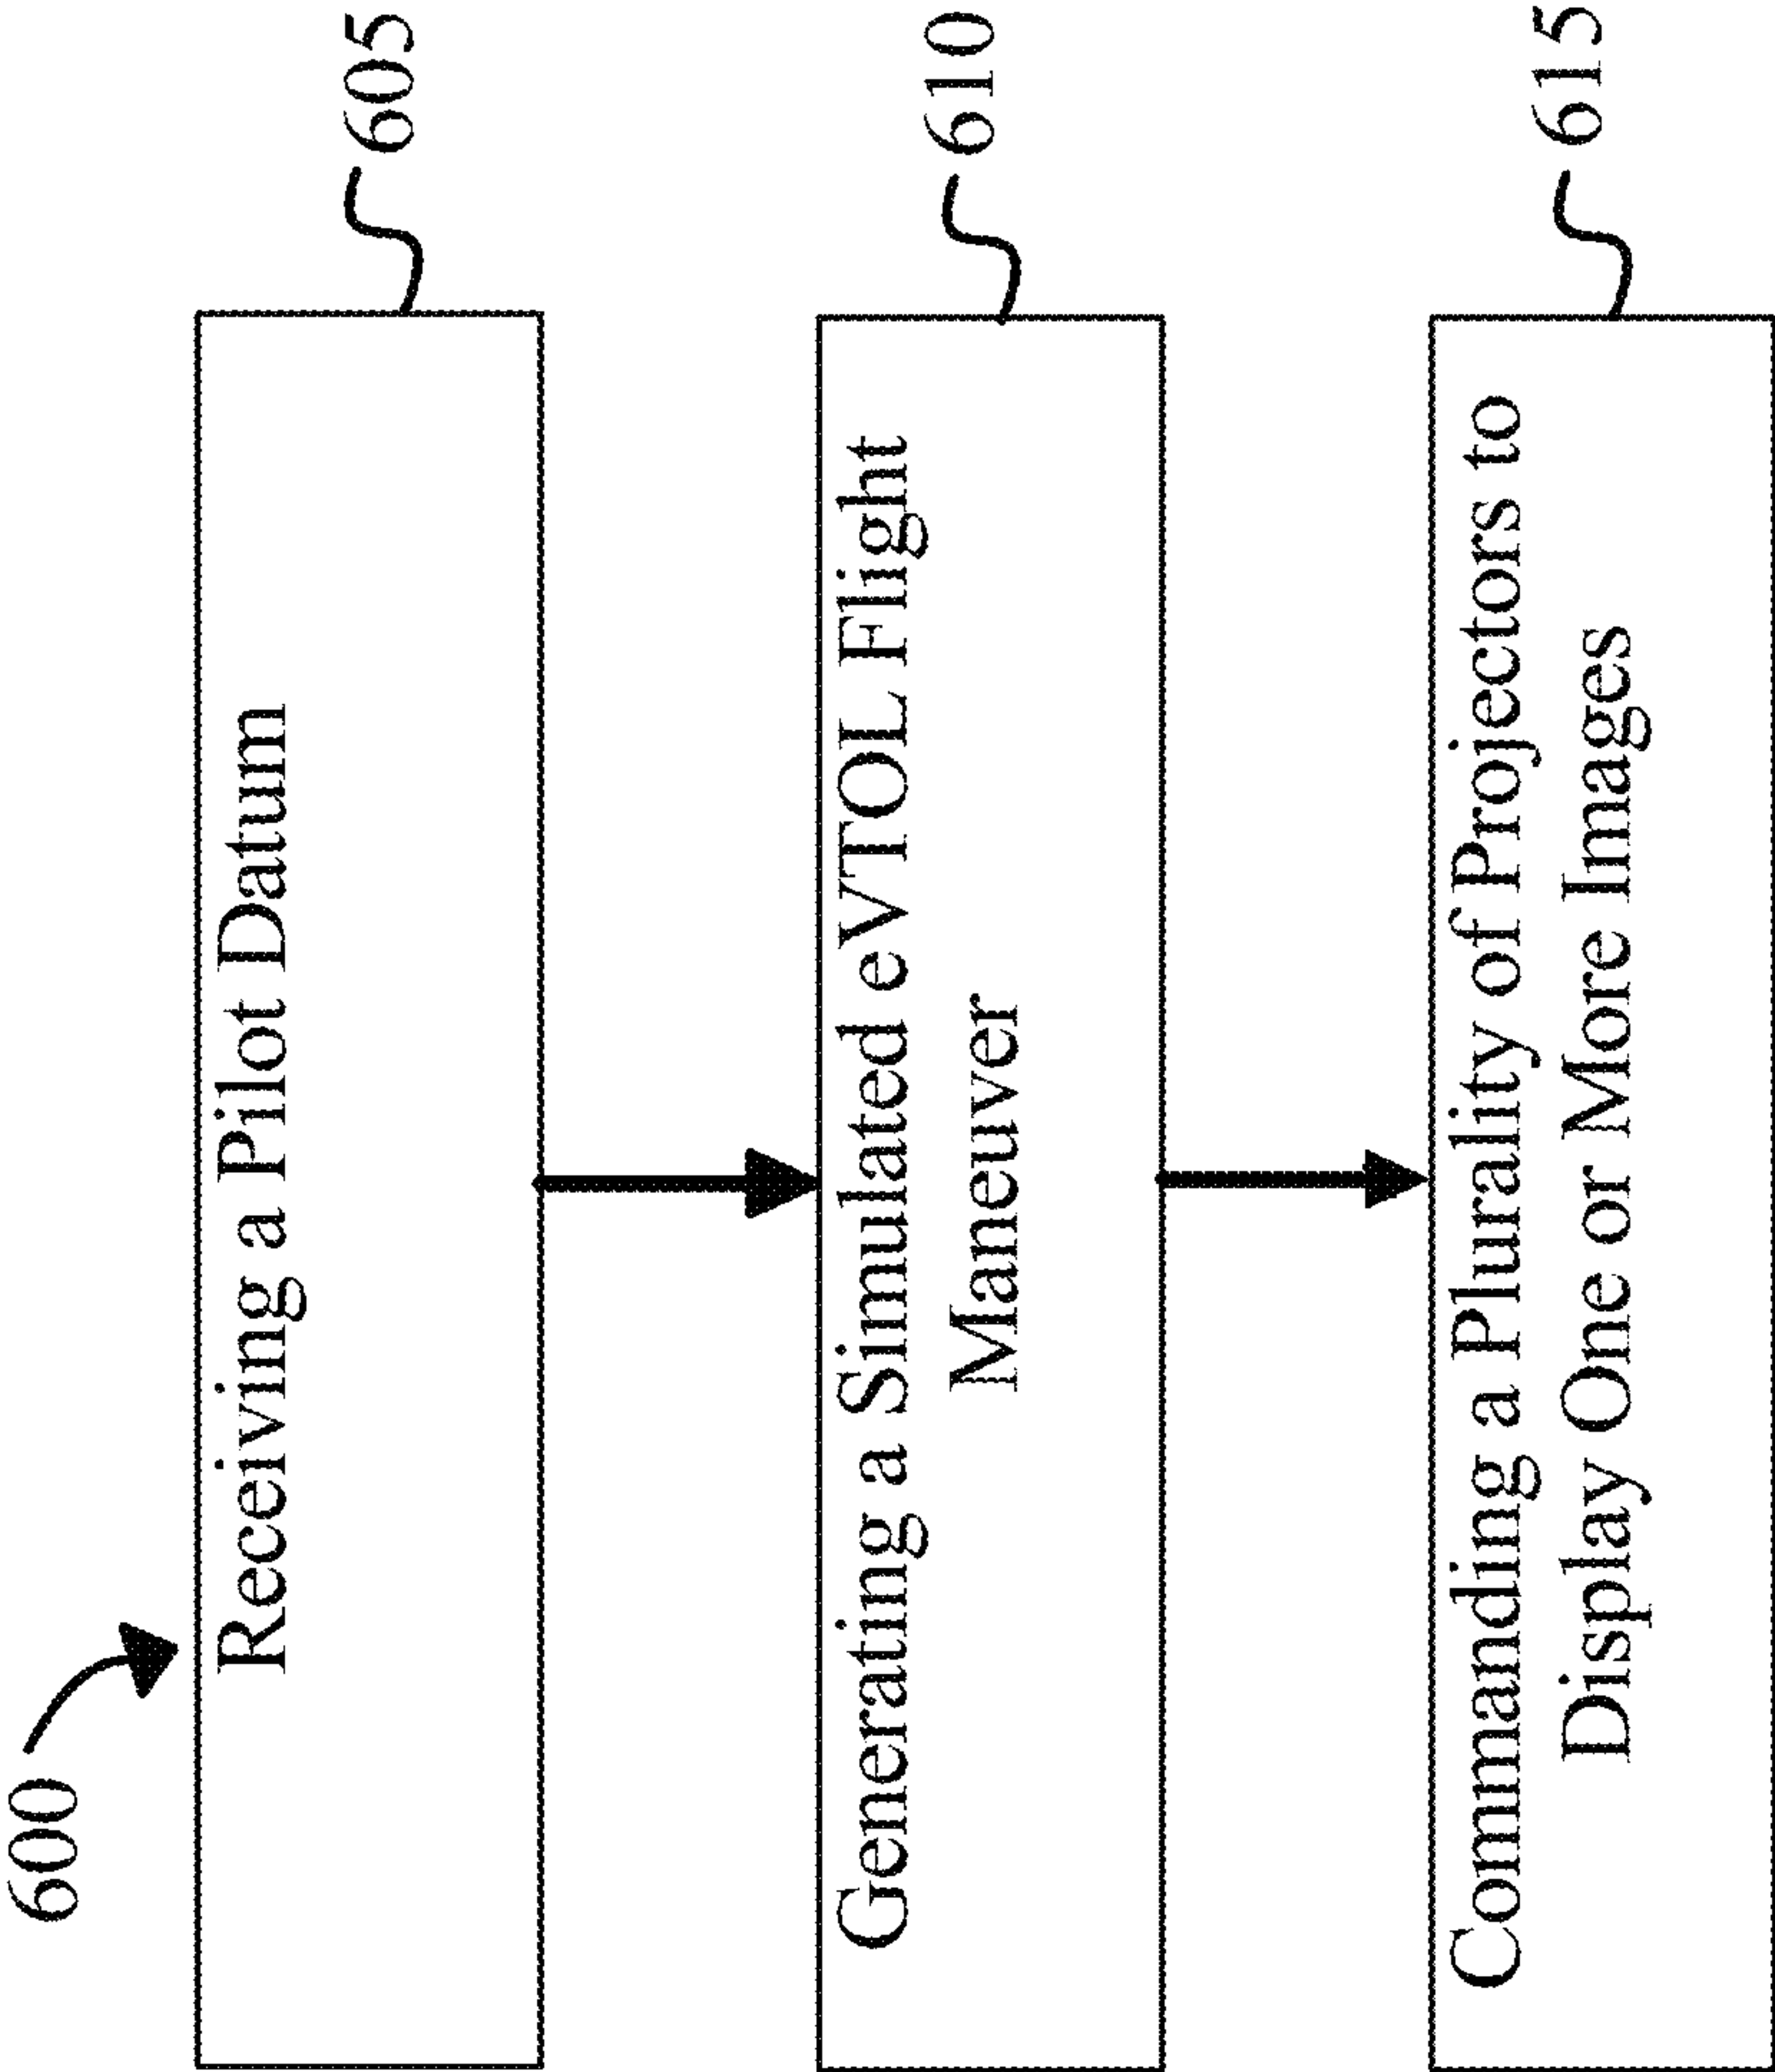 600
Receiving a Pilot Datum
605
Generating a Simulated eVTOL Flight
Maneuver
610
Commanding a Plurality of Projectors to
Display One or More Images
615